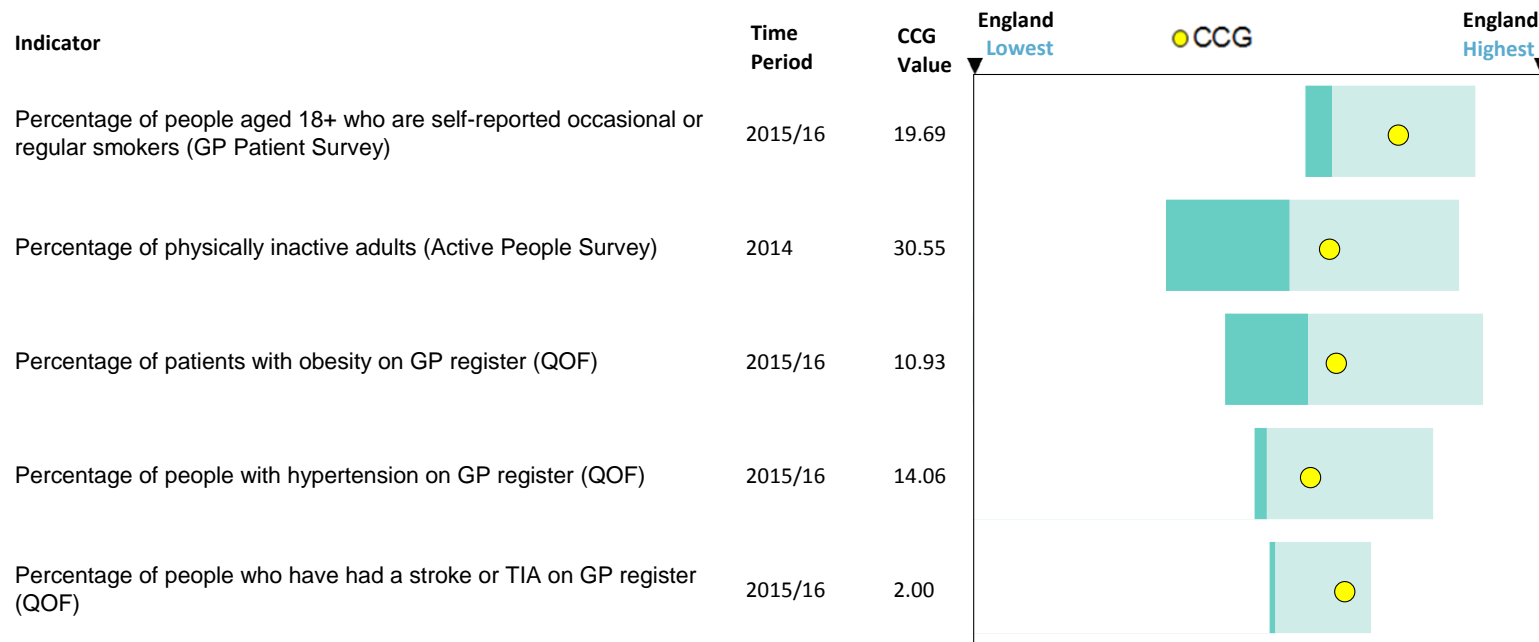 Indicator
Time
Period
CCG
Value
England
Lowest
CCG
England
Highest
Percentage of people aged 18+ who are self-reported occasional or
regular smokers (GP Patient Survey)
2015/16
19.69
Percentage of physically inactive adults (Active People Survey)
2014
30.55
Percentage of patients with obesity on GP register (QOF)
2015/16
10.93
Percentage of people with hypertension on GP register (QOF)
2015/16
14.06
Percentage of people who have had a stroke or TIA on GP register
(QOF)
2015/16
2.00